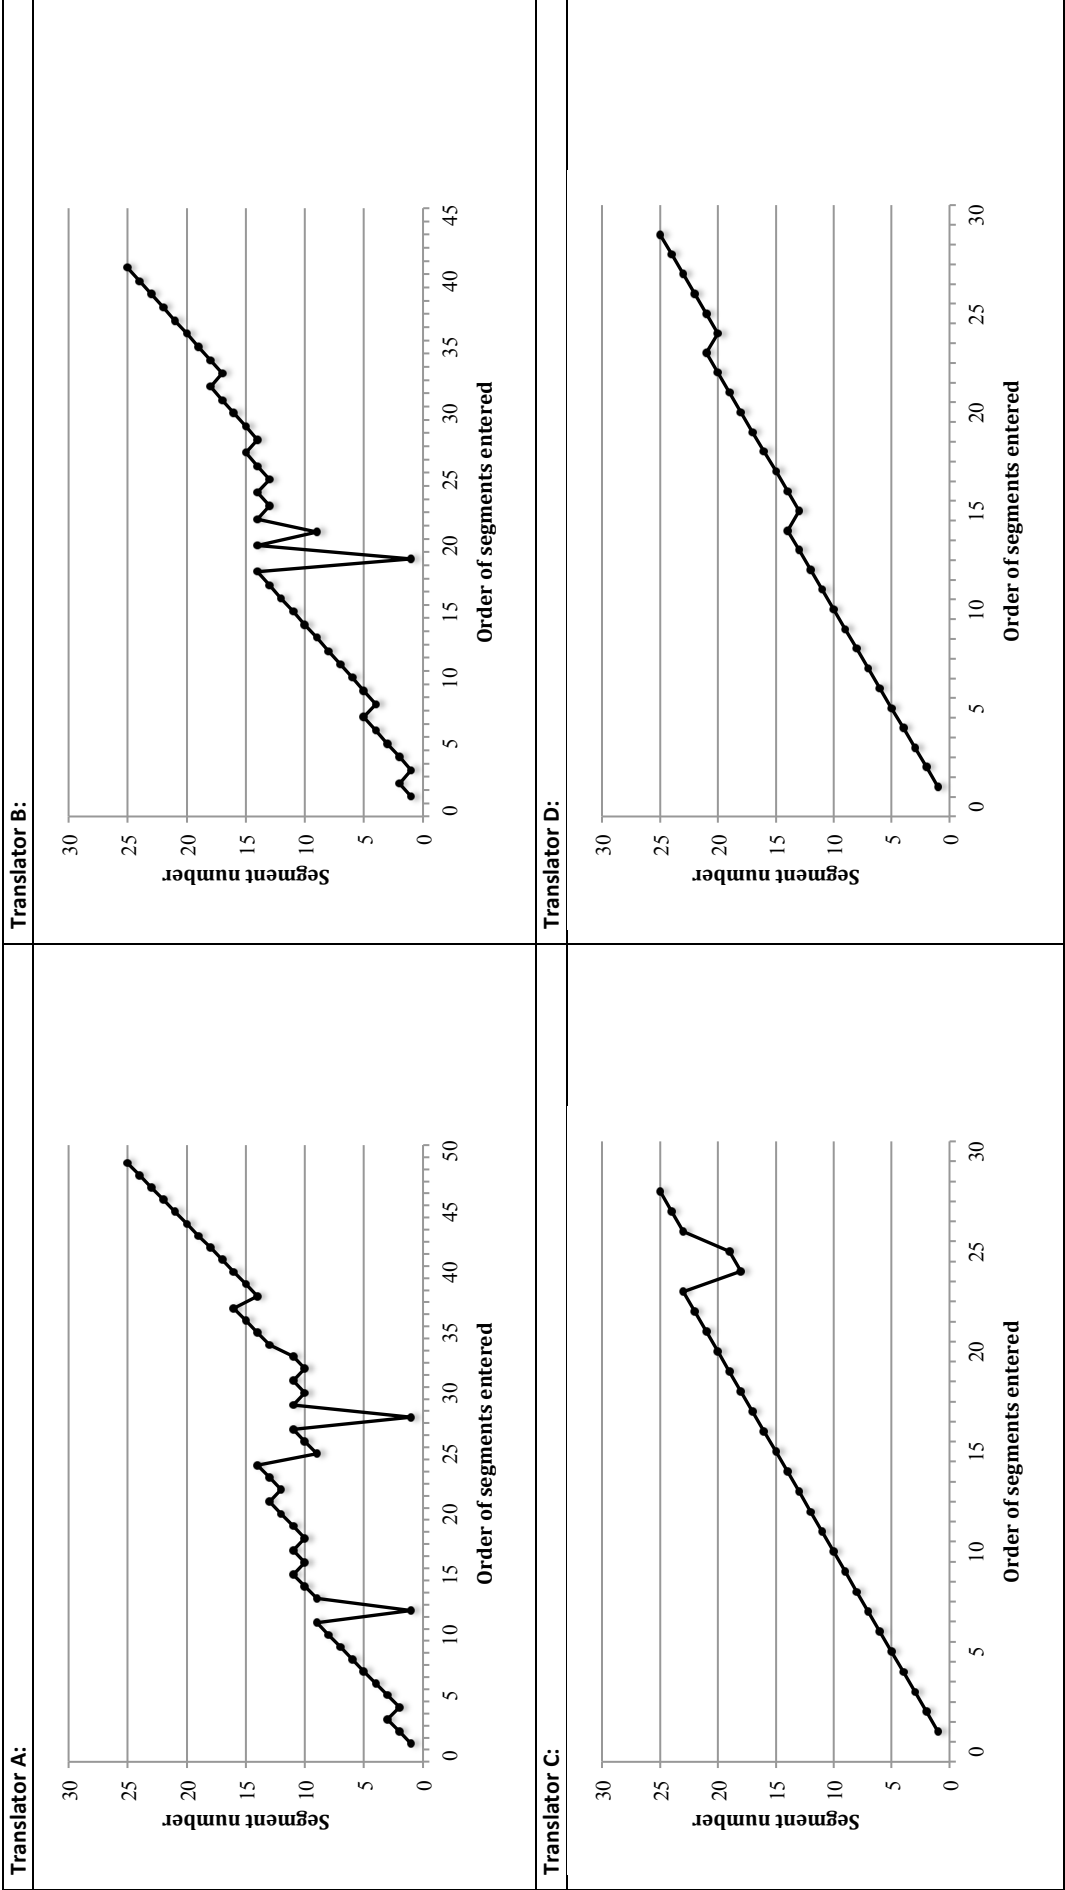 Translator A:
30
25
20
15
10
5
0
Segment number
0 5 10 15 20 25 30 35 40 45 50
Order of segments entered
Translator B:
30
25
20
15
10
5
0
Segment number
0 5 10 15 20 25 30 35 40 45
Order of segments entered
Translator C:
30
25
20
15
10
5
0
Segment number
0 5 10 15 20 25 30
Order of segments entered
Translator D:
30
25
20
15
10
5
0
Segment number
0 5 10 15 20 25 30
Order of segments entered